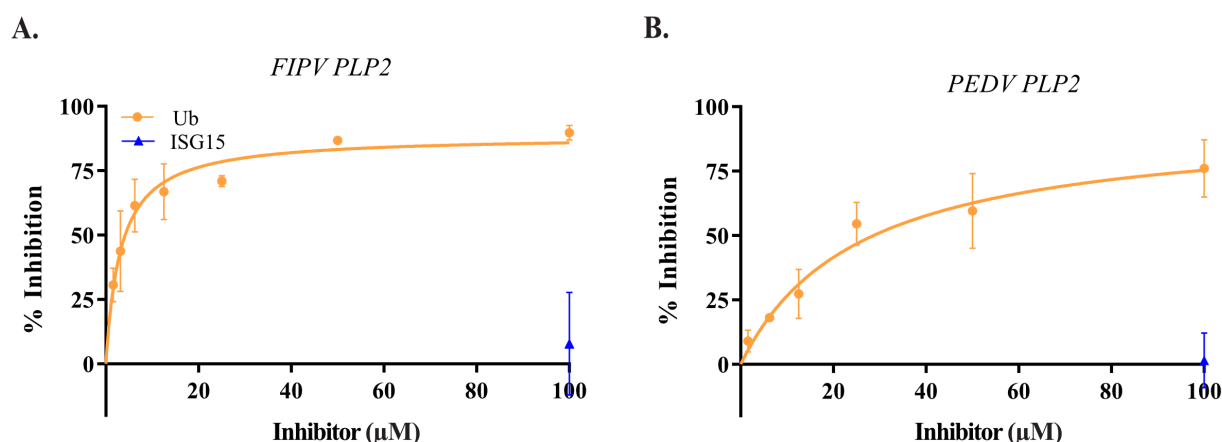 A.
FIPV PLP2
% Inhibition
100
75
50
25
0
Ub
ISG15
20
40
60
80
100
Inhibitor (μM)
B.
PEDV PLP2
% Inhibition
100
75
50
25
0
20
40
60
80
100
Inhibitor (μM)